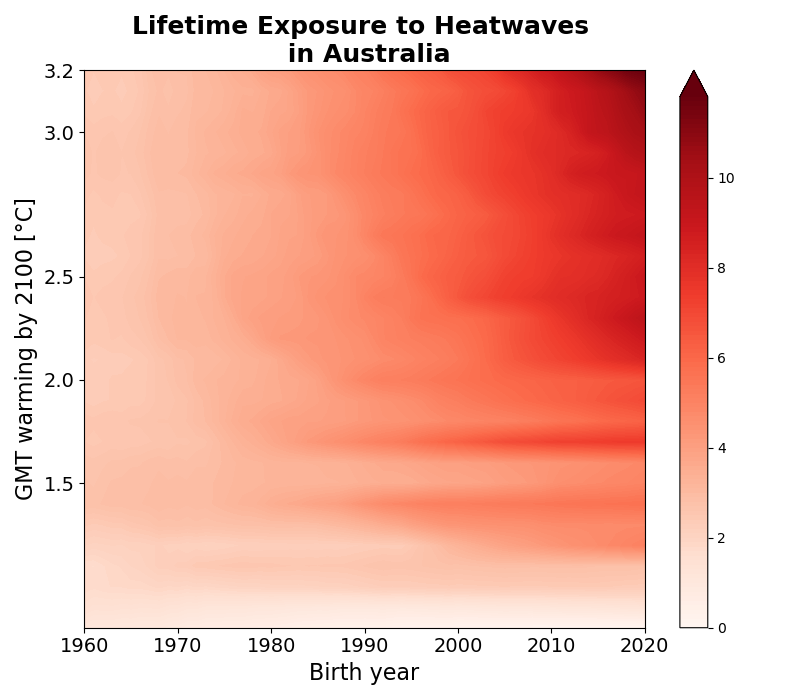 Lifetime Exposure to Heatwaves
in Australia
3.2
3.0
2.5
2.0
1.5
GMT warming by 2100 [°C]
1960 1970 1980 1990 2000 2010 2020
Birth year
10
8
6
4
2
0